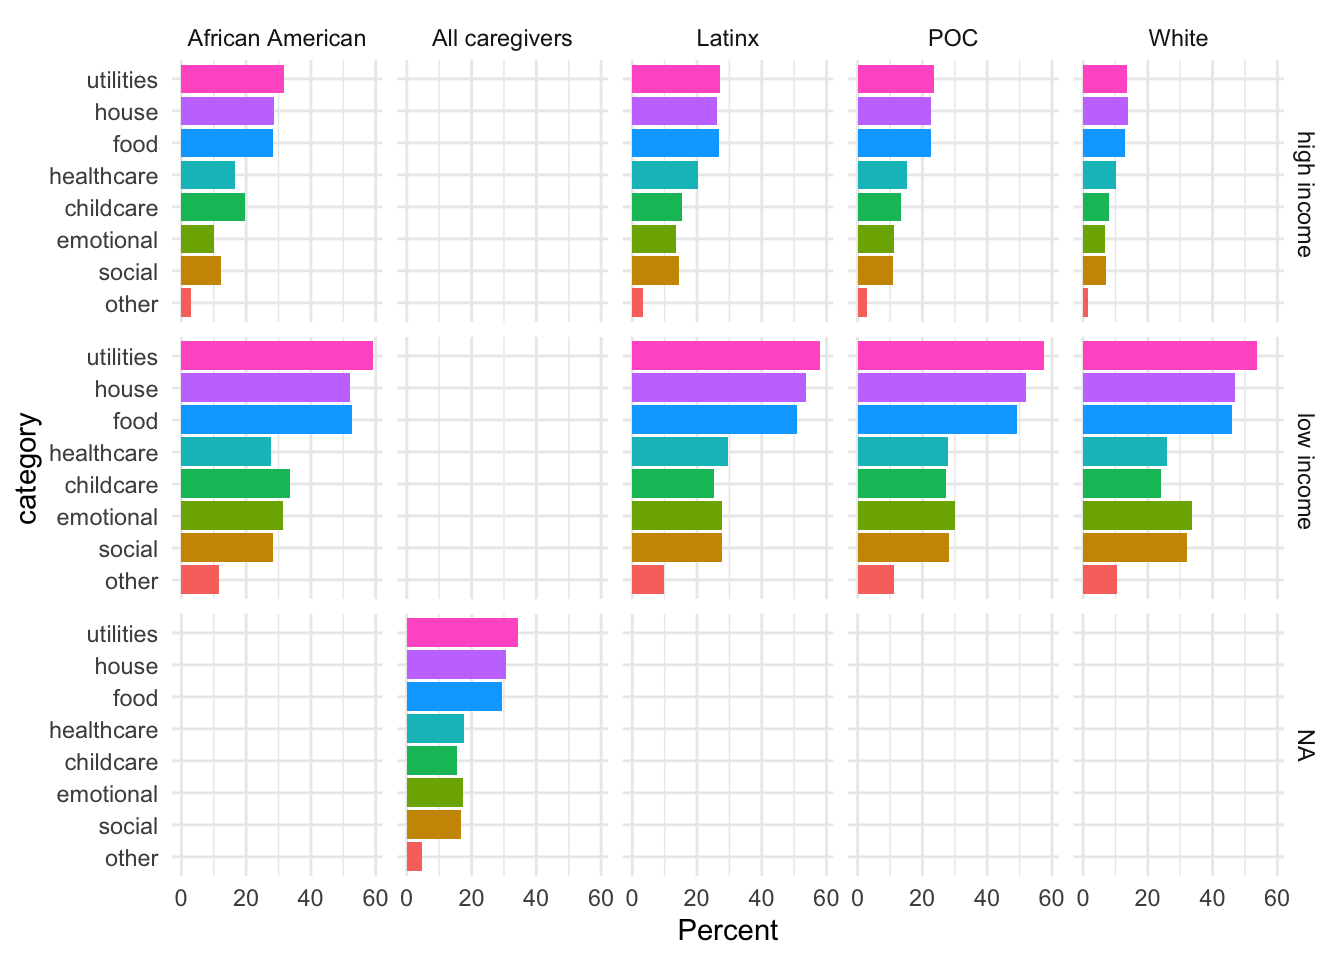 African American
All caregivers
Latinx
POC
White
utilities
house
food
healthcare
childcare
emotional
social
other
high income
utilities
house
food
healthcare
childcare
emotional
social
other
low income
category
utilities
house
food
healthcare
childcare
emotional
social
other
NA
0 20 40 60 0 20 40 60 0 20 40 60 0 20 40 60 0 20 40 60
Percent